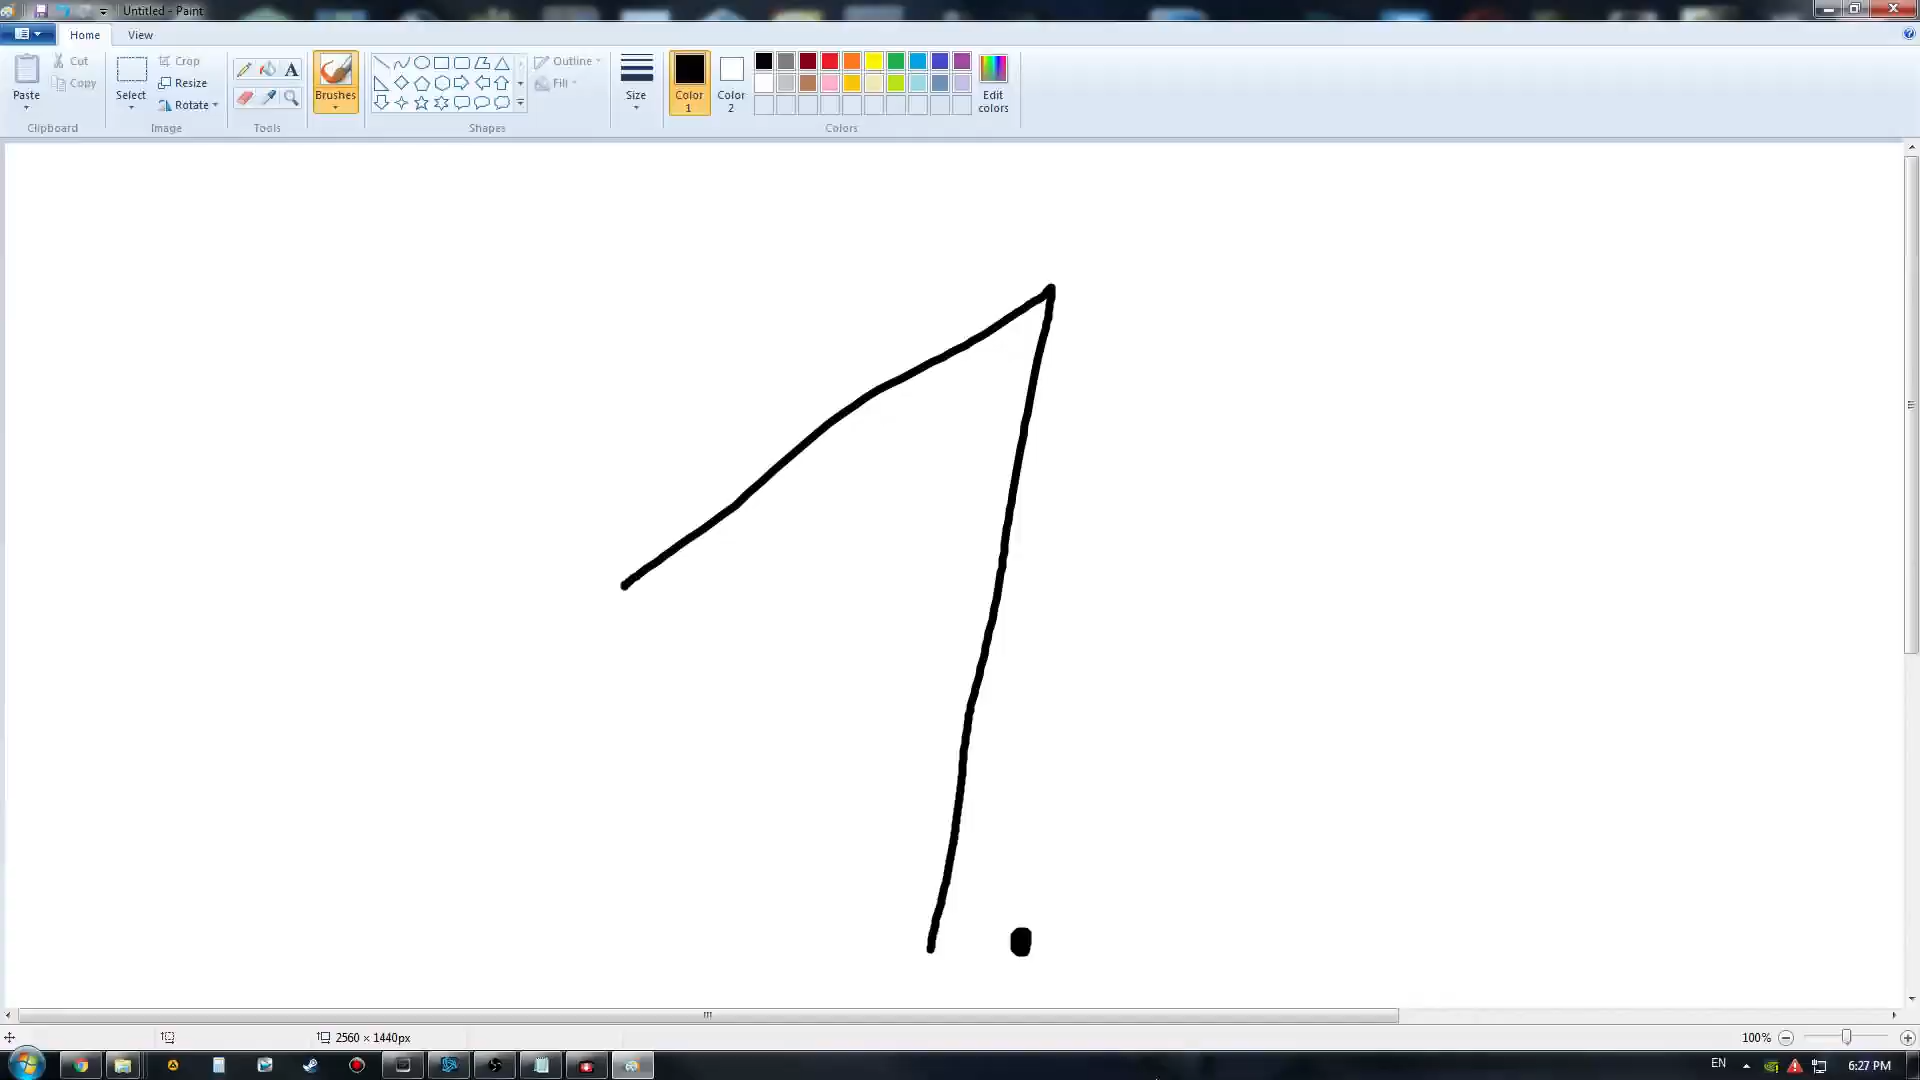 Untitled - Paint
Home View
Paste
Cut
Copy
Clipboard
Select
Crop
Resize
Rotate
Image
A
Tools
Brushes
Shapes
Outline
Fill
Size
Color 1
Color 2
Edit colors
Colors
1.
2560 × 1440px
100%
EN
6:27 PM